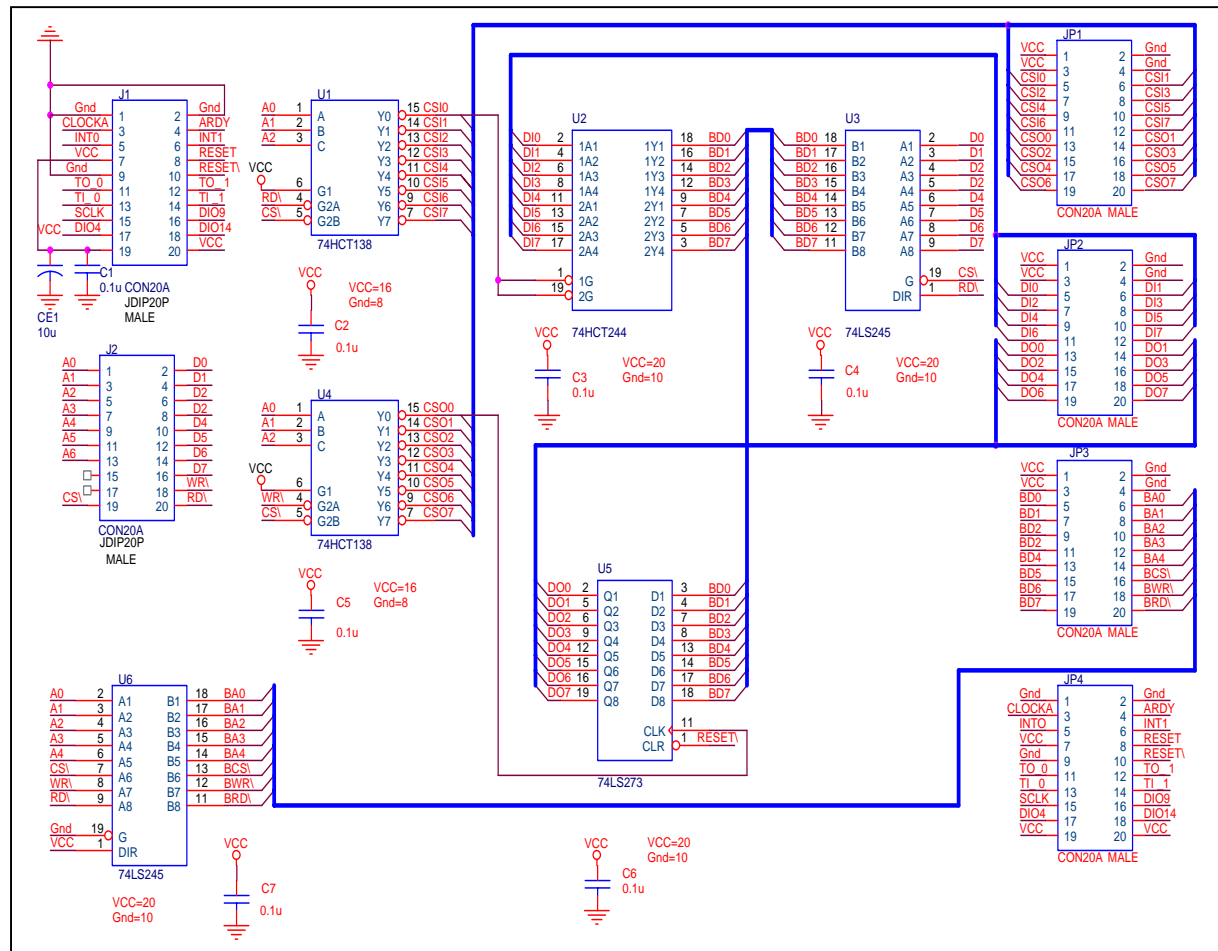 J1
Gnd 1 2 Gnd
CLOCKA 3 4 ARDY
INT0 5 6 INT1
VCC 7 8 RESET
Gnd 9 10 RESET\
TO_0 11 12 TO_1
TI_0 13 14 TI_1
SCLK 15 16 DIO9
DIO4 17 18 DIO14
VCC 19 20 VCC
CON20A
JDIP20P
MALE
CE1
10u
C1
0.1u
U1
A0 1 A Y0 15 CSI0
A1 2 B Y1 14 CSI1
A2 3 C Y2 13 CSI2
Y3 12 CSI3
Y4 11 CSI4
VCC 6 G1 Y5 10 CSI5
RD\ 4 G2A Y6 9 CSI6
CS\ 5 G2B Y7 7 CSI7
74HCT138
VCC
C2
0.1u
VCC=16
Gnd=8
U2
DI0 2 1A1 1Y1 18 BD0
DI1 4 1A2 1Y2 16 BD1
DI2 6 1A3 1Y3 14 BD2
DI3 8 1A4 1Y4 12 BD3
DI4 11 2A1 2Y1 9 BD4
DI5 13 2A2 2Y2 7 BD5
DI6 15 2A3 2Y3 5 BD6
DI7 17 2A4 2Y4 3 BD7
1 1G
19 2G
74HCT244
VCC
C3
0.1u
VCC=20
Gnd=10
U3
BD0 18 B1 A1 2 D0
BD1 17 B2 A2 3 D1
BD2 16 B3 A3 4 D2
BD3 15 B4 A4 5 D2
BD4 14 B5 A5 6 D4
BD5 13 B6 A6 7 D5
BD6 12 B7 A7 8 D6
BD7 11 B8 A8 9 D7
G 19 CS\
DIR 1 RD\
74LS245
VCC
C4
0.1u
VCC=20
Gnd=10
JP1
VCC 1 2 Gnd
VCC 3 4 Gnd
CSI0 5 6 CSI1
CSI2 7 8 CSI3
CSI4 9 10 CSI5
CSI6 11 12 CSI7
CSO0 13 14 CSO1
CSO2 15 16 CSO3
CSO4 17 18 CSO5
CSO6 19 20 CSO7
CON20A MALE
JP2
VCC 1 2 Gnd
VCC 3 4 Gnd
DI0 5 6 DI1
DI2 7 8 DI3
DI4 9 10 DI5
DI6 11 12 DI7
DO0 13 14 DO1
DO2 15 16 DO3
DO4 17 18 DO5
DO6 19 20 DO7
CON20A MALE
J2
A0 1 2 D0
A1 3 4 D1
A2 5 6 D2
A3 7 8 D2
A4 9 10 D4
A5 11 12 D5
A6 13 14 D6
15 16 D7
17 18 WR\
CS\ 19 20 RD\
CON20A
JDIP20P
MALE
U4
A0 1 A Y0 15 CSO0
A1 2 B Y1 14 CSO1
A2 3 C Y2 13 CSO2
Y3 12 CSO3
Y4 11 CSO4
VCC 6 G1 Y5 10 CSO5
WR\ 4 G2A Y6 9 CSO6
CS\ 5 G2B Y7 7 CSO7
74HCT138
VCC
C5
0.1u
VCC=16
Gnd=8
JP3
VCC 1 2 Gnd
VCC 3 4 Gnd
BD0 5 6 BA0
BD1 7 8 BA1
BD2 9 10 BA2
BD2 11 12 BA3
BD4 13 14 BA4
BD5 15 16 BCS\
BD6 17 18 BWR\
BD7 19 20 BRD\
CON20A MALE
U5
DO0 2 Q1 D1 3 BD0
DO1 5 Q2 D2 4 BD1
DO2 6 Q3 D3 7 BD2
DO3 9 Q4 D4 8 BD3
DO4 12 Q5 D5 13 BD4
DO5 15 Q6 D6 14 BD5
DO6 16 Q7 D7 17 BD6
DO7 19 Q8 D8 18 BD7
CLK 11
CLR 1 RESET\
74LS273
U6
A0 2 A1 B1 18 BA0
A1 3 A2 B2 17 BA1
A2 4 A3 B3 16 BA2
A3 5 A4 B4 15 BA3
A4 6 A5 B5 14 BA4
CS\ 7 A6 B6 13 BCS\
WR\ 8 A7 B7 12 BWR\
RD\ 9 A8 B8 11 BRD\
Gnd 19 G
VCC 1 DIR
74LS245
VCC=20
Gnd=10
VCC
C7
0.1u
VCC
C6
0.1u
VCC=20
Gnd=10
JP4
Gnd 1 2 Gnd
CLOCKA 3 4 ARDY
INTO 5 6 INT1
VCC 7 8 RESET
Gnd 9 10 RESET\
TO_0 11 12 TO_1
TI_0 13 14 TI_1
SCLK 15 16 DIO9
DIO4 17 18 DIO14
VCC 19 20 VCC
CON20A MALE